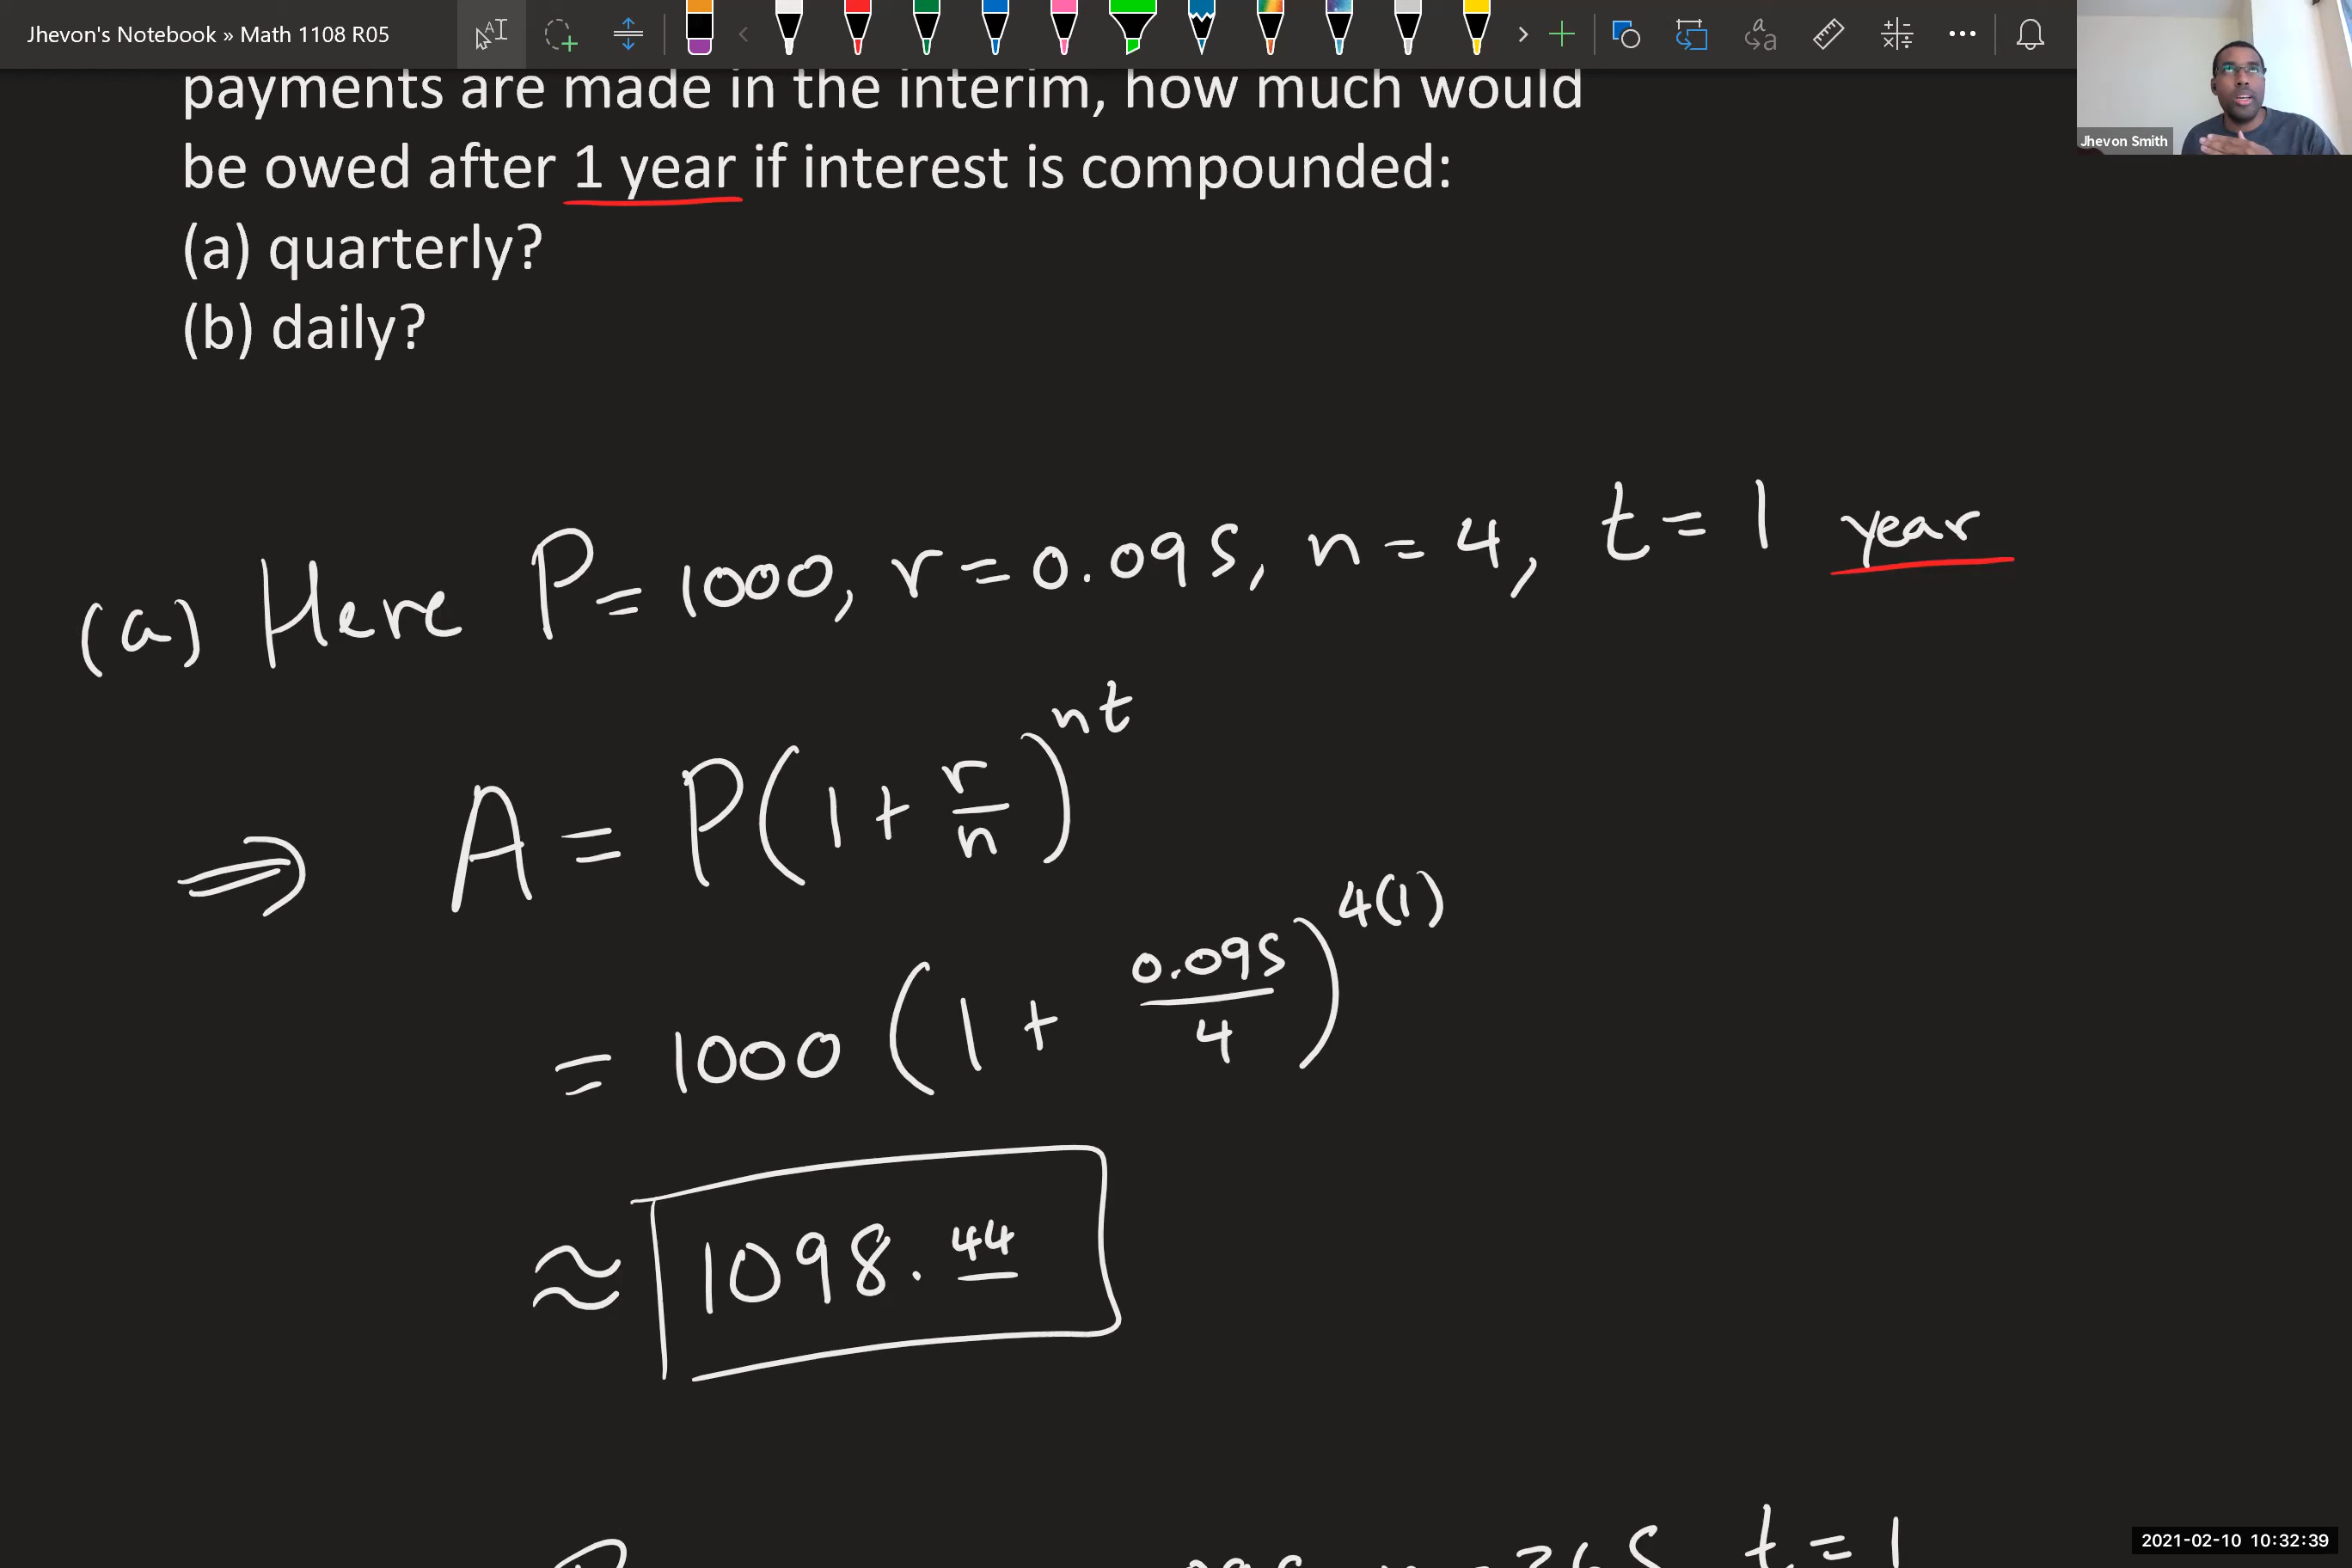 Jhevon's Notebook » Math 1108 R05
Jhevon Smith
payments are made in the interim, how much would
be owed after 1 year if interest is compounded:
(a) quarterly?
(b) daily?
(a) Here P = 1000, r = 0.095, n = 4, t = 1 year
⟹ A = P(1 + r/n)^nt
= 1000 (1 + 0.095/4)^4(1)
≈ 1098.44
t = 1
2021-02-10 10:32:39